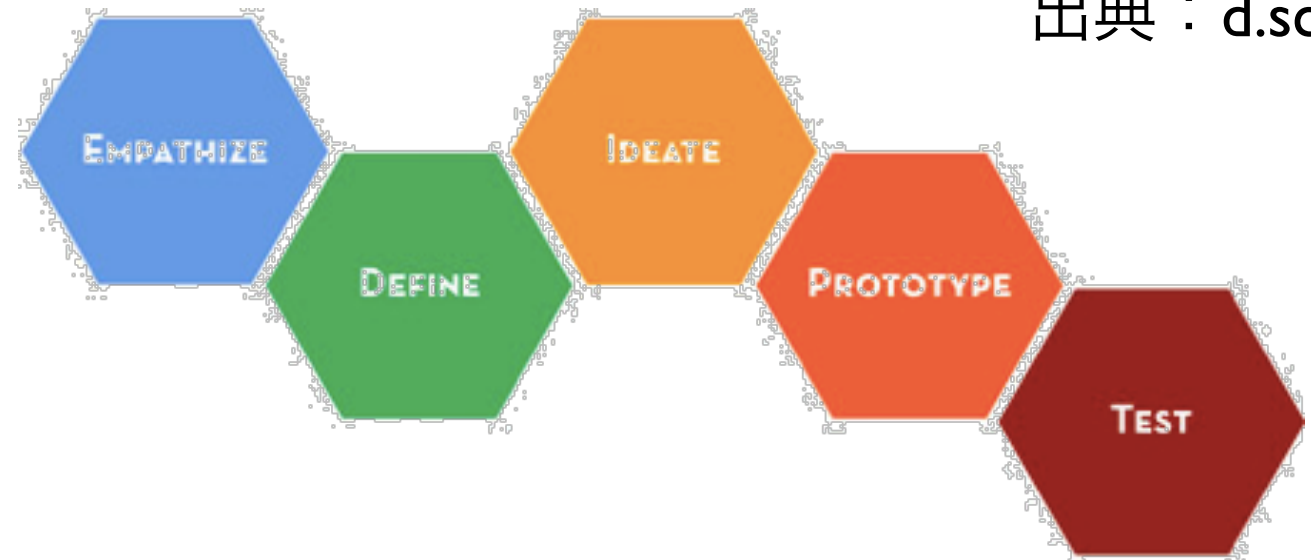 出典：d.sc
EMPATHIZE
DEFINE
IDEATE
PROTOTYPE
TEST